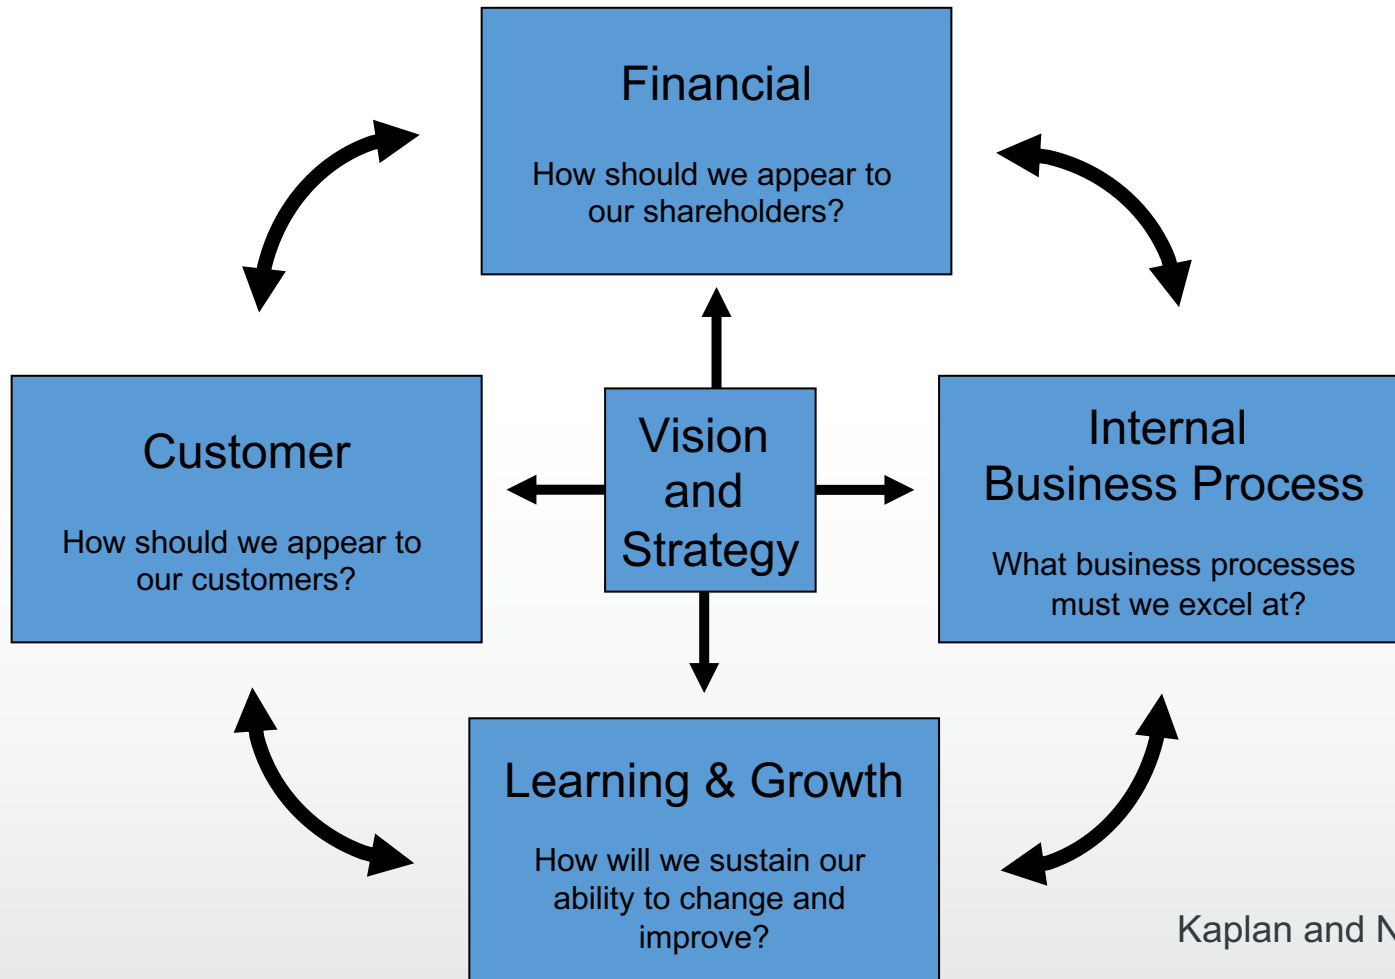 Financial
How should we appear to
our shareholders?
Customer
How should we appear to
our customers?
Vision
and
Strategy
Internal
Business Process
What business processes
must we excel at?
Learning & Growth
How will we sustain our
ability to change and
improve?
Kaplan and N